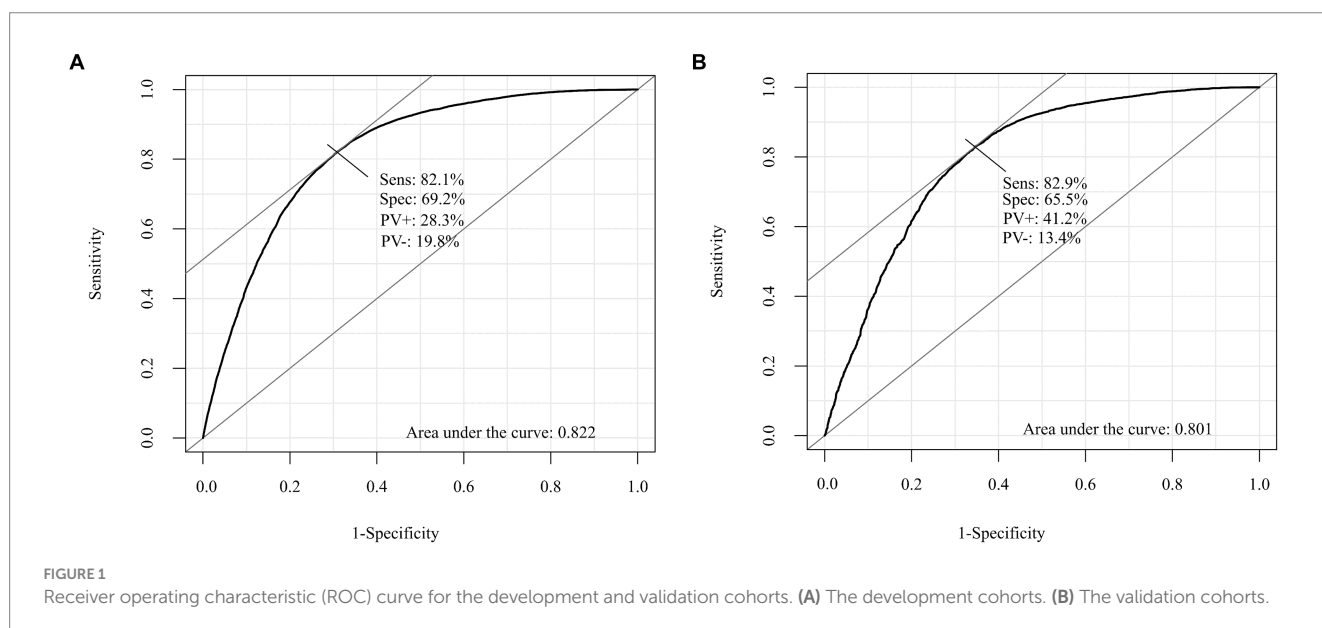 A
Sensitivity
1.0
0.8
0.6
0.4
0.2
0.0
Sens: 82.1%
Spec: 69.2%
PV+: 28.3%
PV-: 19.8%
Area under the curve: 0.822
0.0 0.2 0.4 0.6 0.8 1.0
1-Specificity
B
Sensitivity
1.0
0.8
0.6
0.4
0.2
0.0
Sens: 82.9%
Spec: 65.5%
PV+: 41.2%
PV-: 13.4%
Area under the curve: 0.801
0.0 0.2 0.4 0.6 0.8 1.0
1-Specificity
FIGURE 1
Receiver operating characteristic (ROC) curve for the development and validation cohorts. (A) The development cohorts. (B) The validation cohorts.